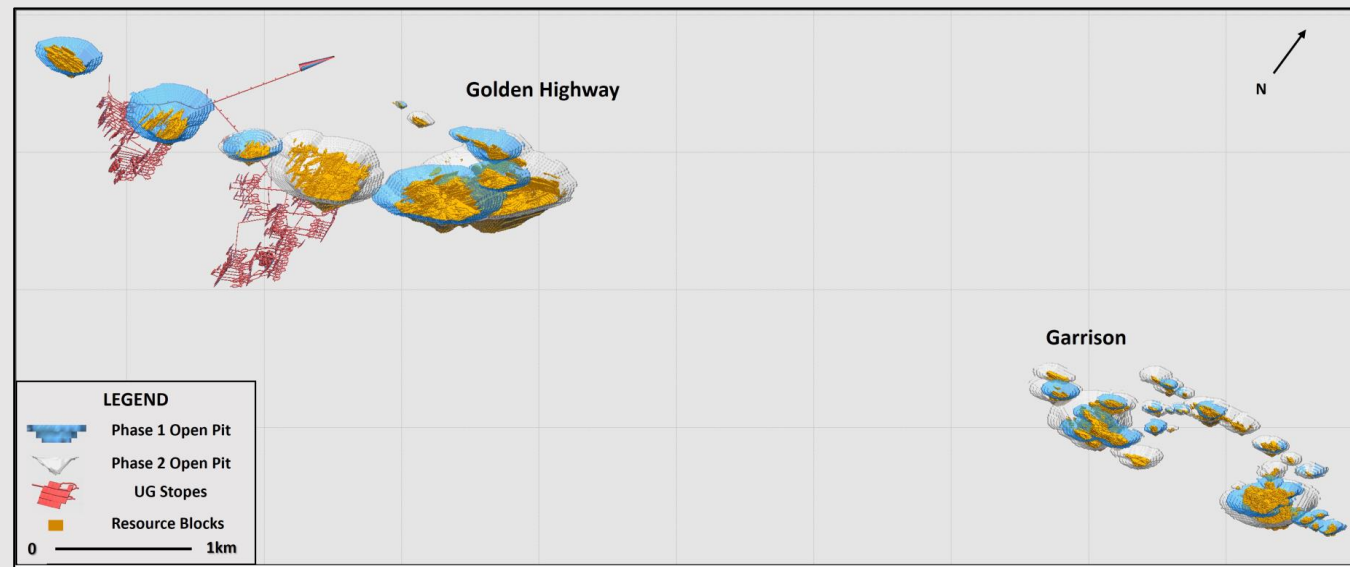 Golden Highway
N
Garrison
LEGEND
Phase 1 Open Pit
Phase 2 Open Pit
UG Stopes
Resource Blocks
0 1km